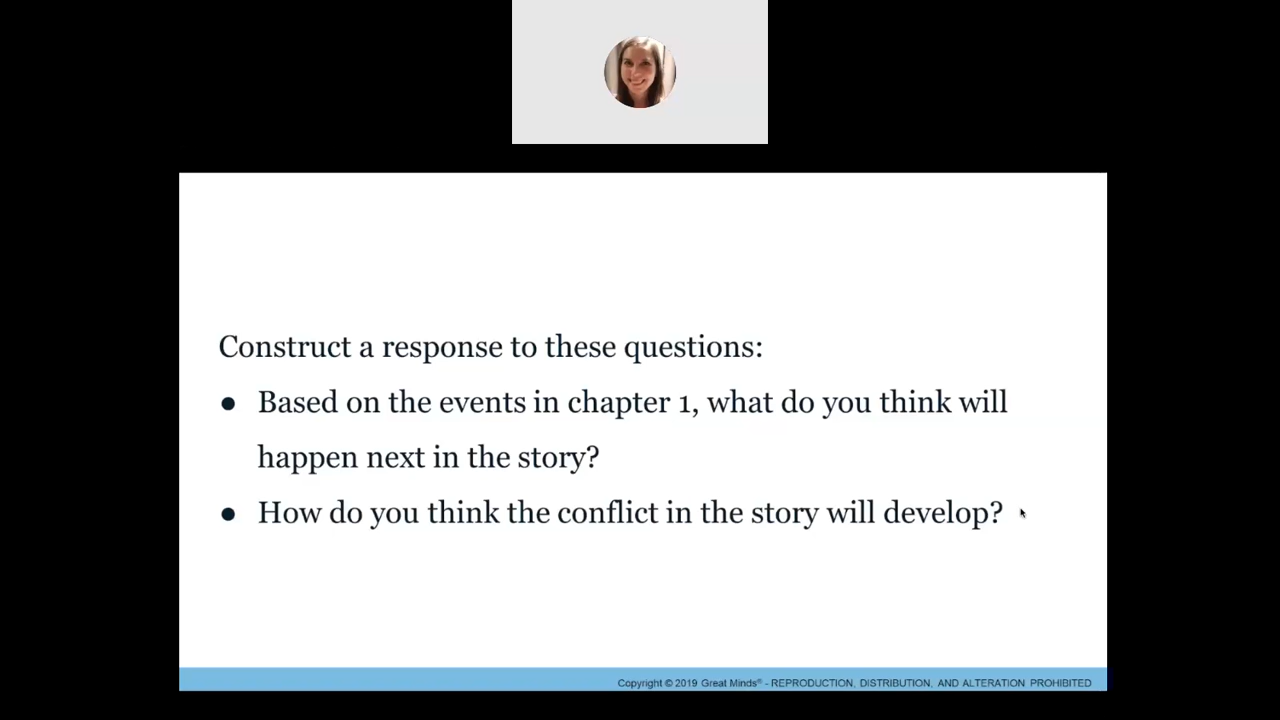 Construct a response to these questions:
● Based on the events in chapter 1, what do you think will
happen next in the story?
● How do you think the conflict in the story will develop?
Copyright © 2019 Great Minds® - REPRODUCTION, DISTRIBUTION, AND ALTERATION PROHIBITED